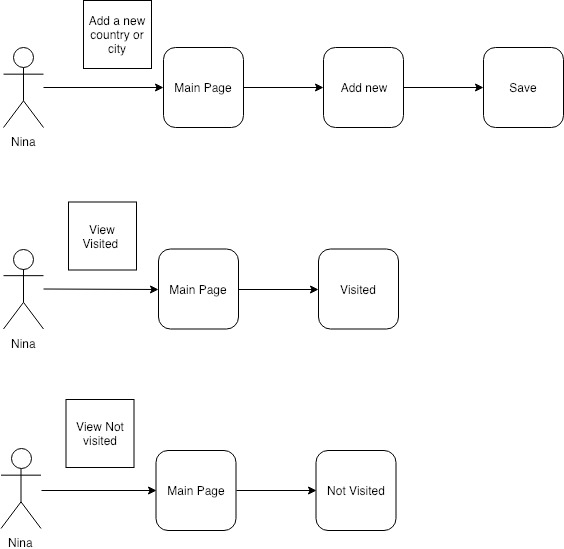 Add a new
country or
city
Main Page
Add new
Save
Nina
View
Visited
Main Page
Visited
Nina
View Not
visited
Main Page
Not Visited
Nina